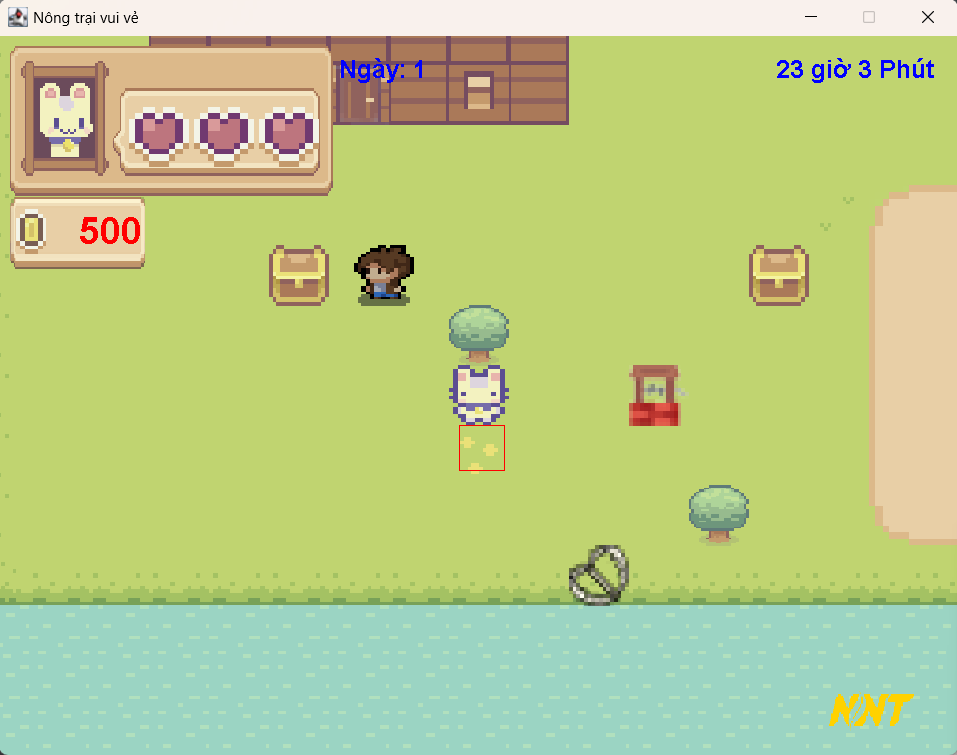 Nông trại vui vẻ
Ngày: 1
23 giờ 3 Phút
500
NNT